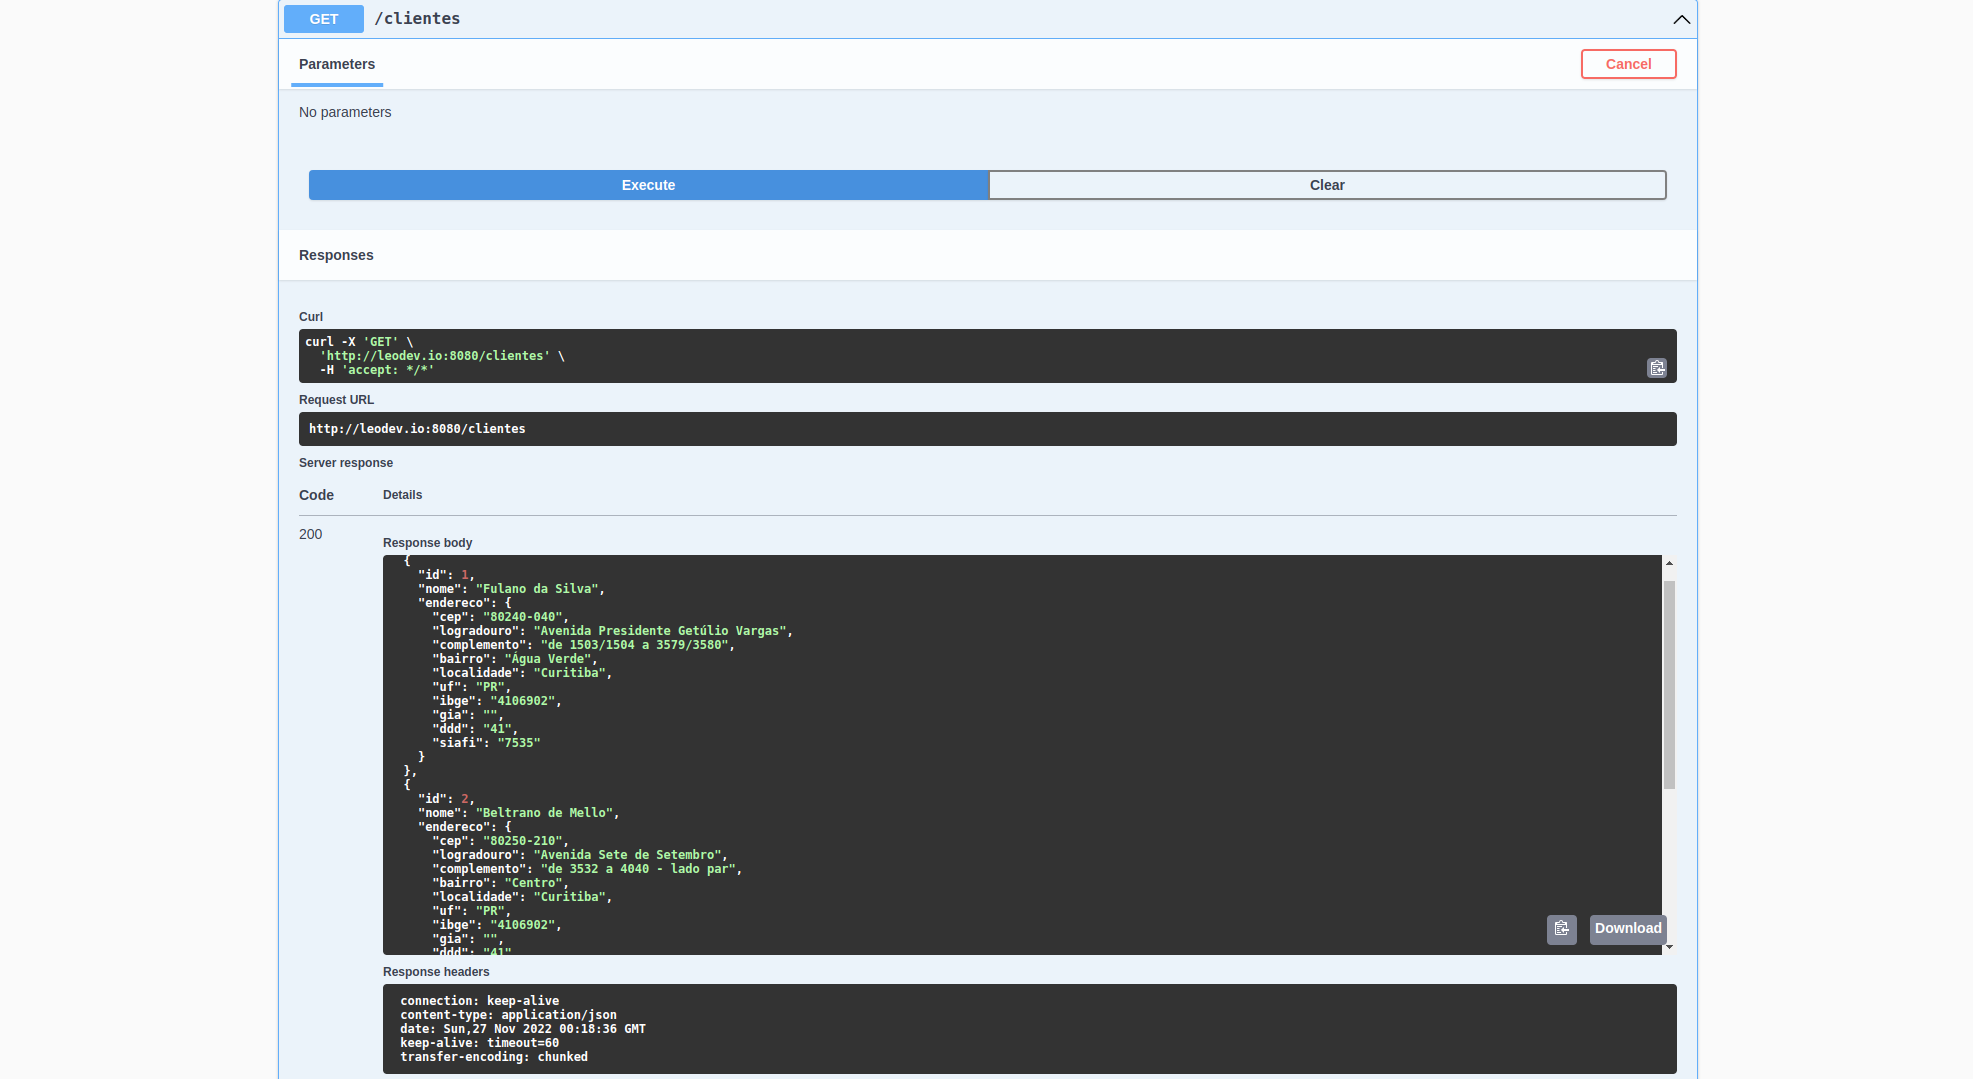 GET /clientes
Parameters
Cancel
No parameters
Execute
Clear
Responses
Curl
curl -X 'GET' \
  'http://leodev.io:8080/clientes' \
  -H 'accept: */*'
Request URL
http://leodev.io:8080/clientes
Server response
Code Details
200
Response body
  {
    "id": 1,
    "nome": "Fulano da Silva",
    "endereco": {
      "cep": "80240-040",
      "logradouro": "Avenida Presidente Getúlio Vargas",
      "complemento": "de 1503/1504 a 3579/3580",
      "bairro": "Água Verde",
      "localidade": "Curitiba",
      "uf": "PR",
      "ibge": "4106902",
      "gia": "",
      "ddd": "41",
      "siafi": "7535"
    }
  },
  {
    "id": 2,
    "nome": "Beltrano de Mello",
    "endereco": {
      "cep": "80250-210",
      "logradouro": "Avenida Sete de Setembro",
      "complemento": "de 3532 a 4040 - lado par",
      "bairro": "Centro",
      "localidade": "Curitiba",
      "uf": "PR",
      "ibge": "4106902",
      "gia": "",
      "ddd": "41"
Download
Response headers
connection: keep-alive
content-type: application/json
date: Sun,27 Nov 2022 00:18:36 GMT
keep-alive: timeout=60
transfer-encoding: chunked